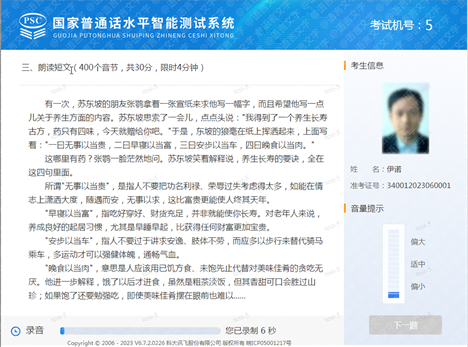 PSC
国家普通话水平智能测试系统
GUOJIA PUTONGHUA SHUIPING ZHINENG CESHI XITONG
考试机号：5
三、朗读短文（400个音节，共30分，限时4分钟）
有一次，苏东坡的朋友张鹗拿着一张宣纸来求他写一幅字，而且希望他写一点
儿关于养生方面的内容。苏东坡思索了一会儿，点点头说：“我得到了一个养生长寿
古方，药只有四味，今天就赠给你吧。”于是，东坡的狼毫在纸上挥洒起来，上面写
着：“一曰无事以当贵，二曰早寝以当富，三曰安步以当车，四曰晚食以当肉。”
这哪里有药？张鹗一脸茫然地问。苏东坡笑着解释说，养生长寿的要诀，全在
这四句里面。
所谓“无事以当贵”，是指人不要把功名利禄、荣辱过失考虑得太多，如能在情
志上潇洒大度，随遇而安，无事以求，这比富贵更能使人终其天年。
“早寝以当富”，指吃好穿好、财货充足，并非就能使你长寿。对老年人来说，
养成良好的起居习惯，尤其是早睡早起，比获得任何财富更加宝贵。
“安步以当车”，指人不要过于讲求安逸、肢体不劳，而应多以步行来替代骑马
乘车，多运动才可以强健体魄，通畅气血。
“晚食以当肉”，意思是人应该用已饥方食、未饱先止代替对美味佳肴的贪吃无
厌。他进一步解释，饿了以后才进食，虽然是粗茶淡饭，但其香甜可口会胜过山
珍；如果饱了还要勉强吃，即使美味佳肴摆在眼前也难以……
考生信息
姓　名：　伊诺
准考证号：340012023060001
音量提示
偏大
适中
偏小
录音
您已录制 6 秒
下一题
Copyright © 2006 - 2023 V6.7.2.0226 科大讯飞股份有限公司 版权所有 皖ICP05001217号